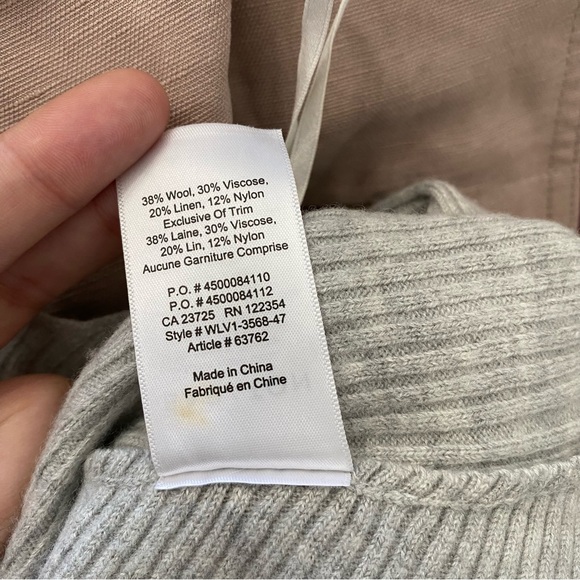 38% Wool, 30% Viscose,
20% Linen, 12% Nylon
Exclusive Of Trim
38% Laine, 30% Viscose,
20% Lin, 12% Nylon
Aucune Garniture Comprise
P.O. # 4500084110
P.O. # 4500084112
CA 23725 RN 122354
Style # WLV1-3568-47
Article # 63762
Made in China
Fabriqué en Chine